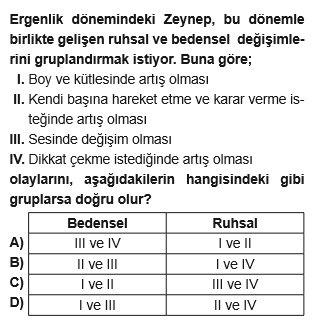 Ergenlik dönemindeki Zeynep, bu dönemle
birlikte gelişen ruhsal ve bedensel değişimle-
rini gruplandırmak istiyor. Buna göre;
I. Boy ve kütlesinde artış olması
II. Kendi başına hareket etme ve karar verme is-
teğinde artış olması
III. Sesinde değişim olması
IV. Dikkat çekme istediğinde artış olması
olaylarını, aşağıdakilerin hangisindeki gibi
gruplarsa doğru olur?
Bedensel Ruhsal
A) III ve IV I ve II
B) II ve III I ve IV
C) I ve II III ve IV
D) I ve III II ve IV